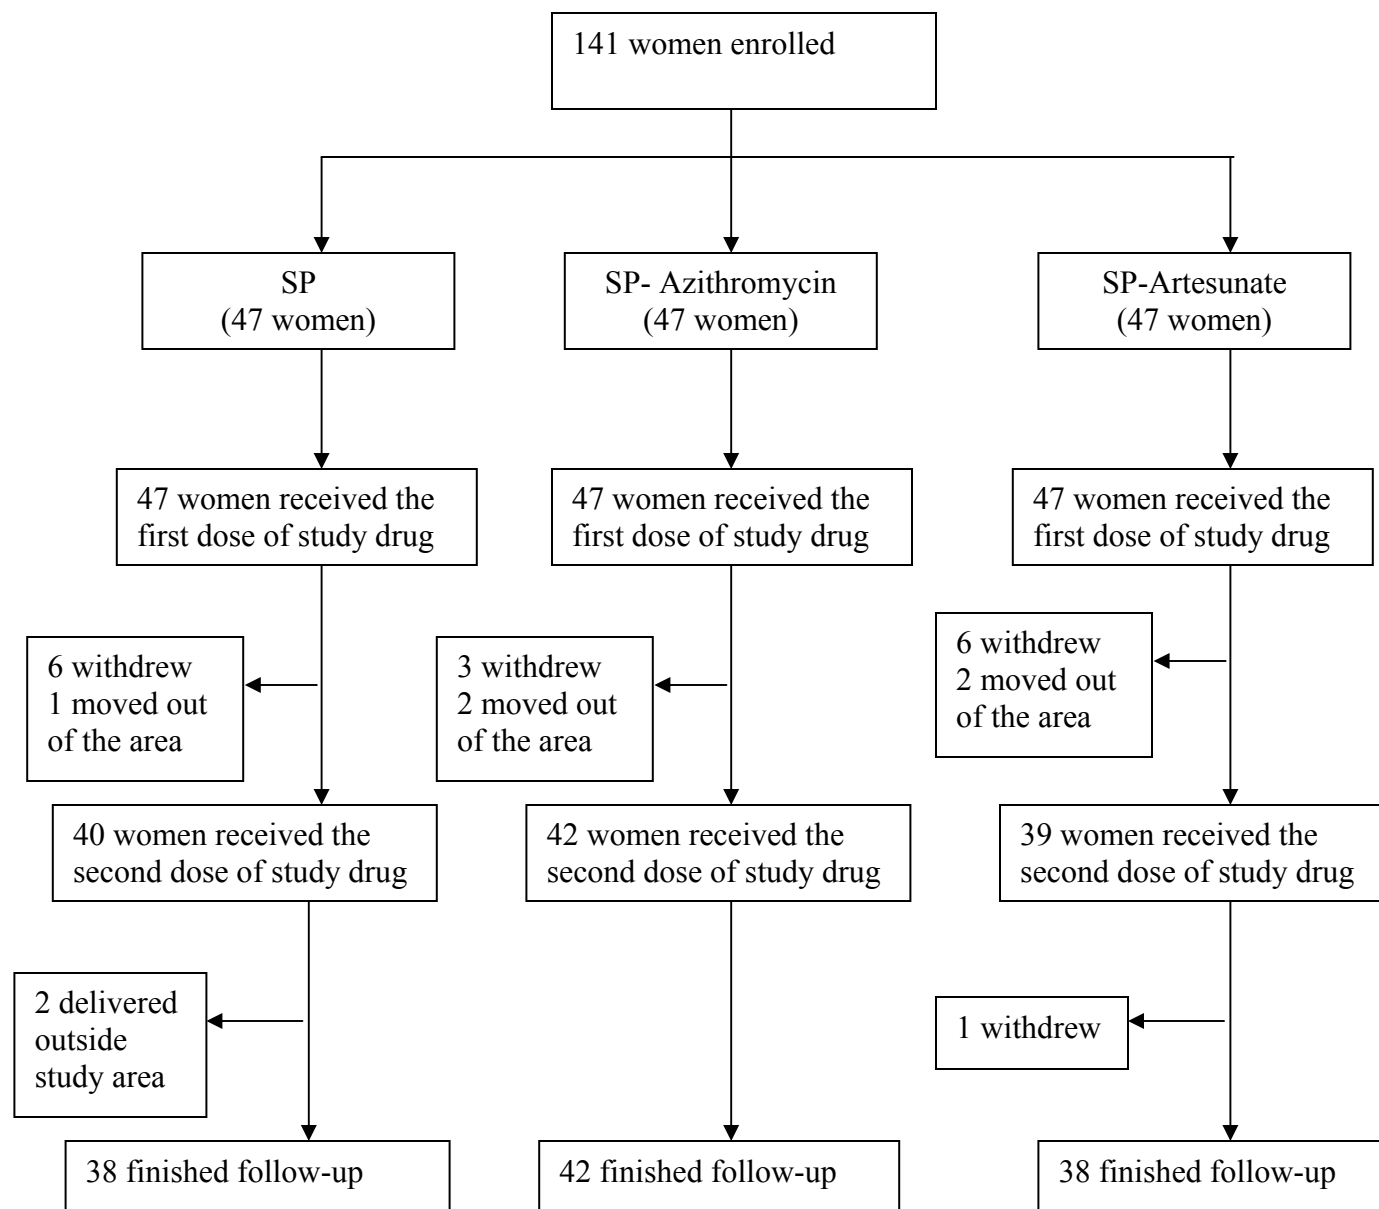 141 women enrolled
SP
(47 women)
SP- Azithromycin
(47 women)
SP-Artesunate
(47 women)
47 women received the
first dose of study drug
47 women received the
first dose of study drug
47 women received the
first dose of study drug
6 withdrew
1 moved out
of the area
3 withdrew
2 moved out
of the area
6 withdrew
2 moved out
of the area
40 women received the
second dose of study drug
42 women received the
second dose of study drug
39 women received the
second dose of study drug
2 delivered
outside
study area
1 withdrew
38 finished follow-up
42 finished follow-up
38 finished follow-up